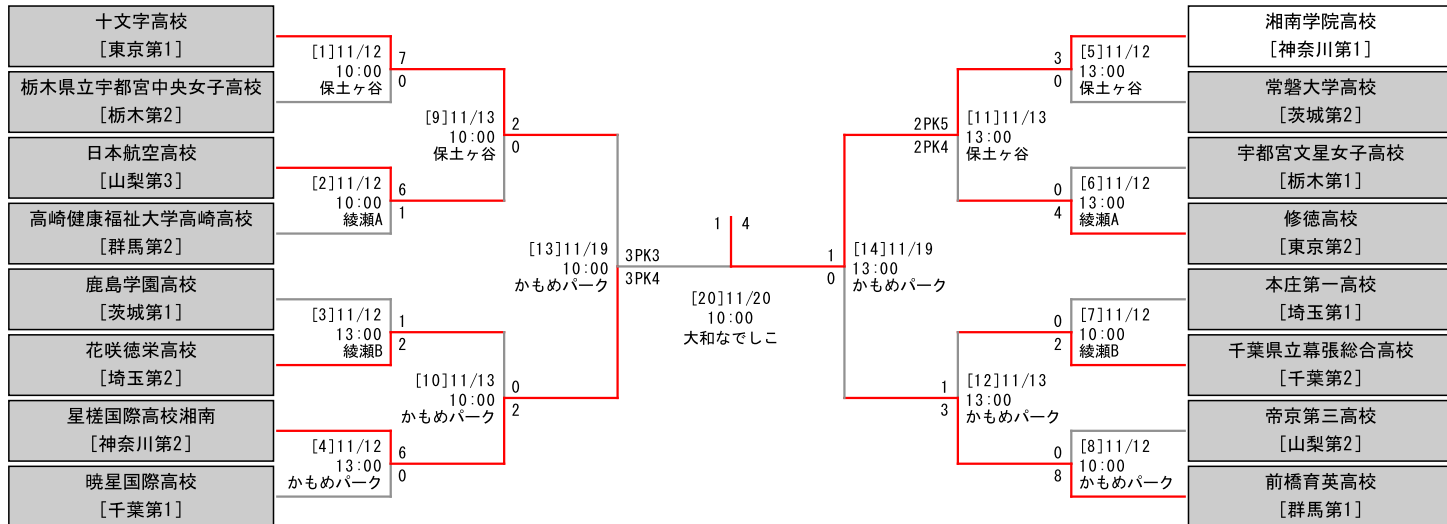 十文字高校
[東京第1]
栃木県立宇都宮中央女子高校
[栃木第2]
日本航空高校
[山梨第3]
高崎健康福祉大学高崎高校
[群馬第2]
鹿島学園高校
[茨城第1]
花咲徳栄高校
[埼玉第2]
星槎国際高校湘南
[神奈川第2]
暁星国際高校
[千葉第1]
[1]11/12
10:00
保土ヶ谷
7
0
[2]11/12
10:00
綾瀬A
6
1
[3]11/12
13:00
綾瀬B
1
2
[4]11/12
13:00
かもめパーク
6
0
[9]11/13
10:00
保土ヶ谷
2
0
[10]11/13
10:00
かもめパーク
0
2
[13]11/19
10:00
かもめパーク
3PK3
3PK4
1
4
[20]11/20
10:00
大和なでしこ
1
0
[14]11/19
13:00
かもめパーク
2PK5
2PK4
[11]11/13
13:00
保土ヶ谷
1
3
[12]11/13
13:00
かもめパーク
3
0
[5]11/12
13:00
保土ヶ谷
0
4
[6]11/12
13:00
綾瀬A
0
2
[7]11/12
10:00
綾瀬B
0
8
[8]11/12
10:00
かもめパーク
湘南学院高校
[神奈川第1]
常磐大学高校
[茨城第2]
宇都宮文星女子高校
[栃木第1]
修徳高校
[東京第2]
本庄第一高校
[埼玉第1]
千葉県立幕張総合高校
[千葉第2]
帝京第三高校
[山梨第2]
前橋育英高校
[群馬第1]